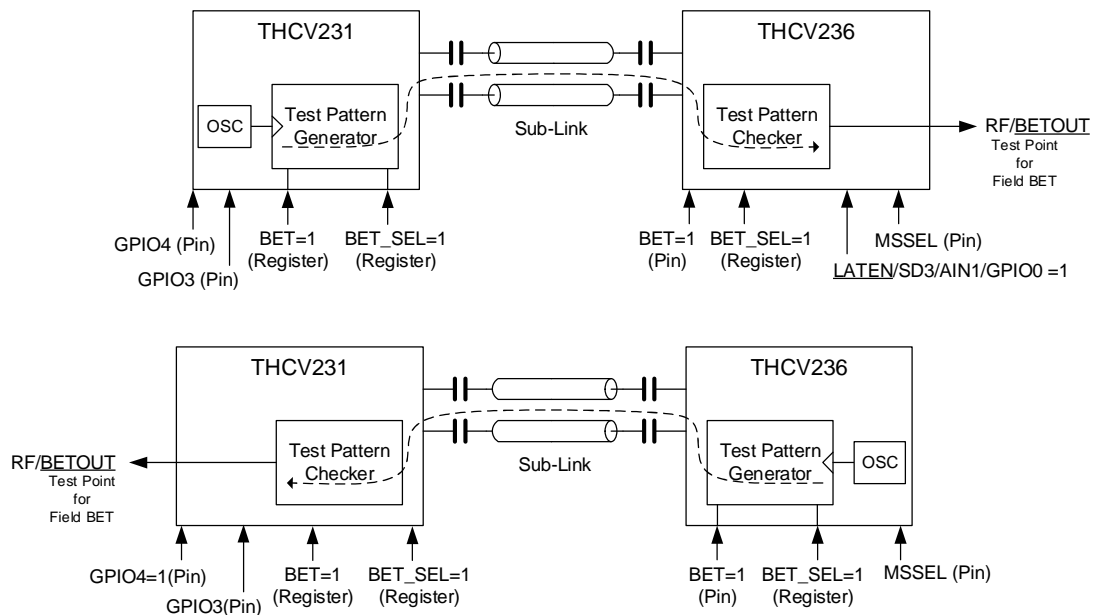 THCV231
THCV236
OSC
Test Pattern
Generator
Sub-Link
Test Pattern
Checker
RF/BETOUT
Test Point
for
Field BET
GPIO4 (Pin)
GPIO3 (Pin)
BET=1
(Register)
BET_SEL=1
(Register)
BET=1
(Pin)
BET_SEL=1
(Register)
MSSEL (Pin)
LATEN/SD3/AIN1/GPIO0 =1
THCV231
THCV236
RF/BETOUT
Test Point
for
Field BET
Test Pattern
Checker
Sub-Link
Test Pattern
Generator
OSC
GPIO4=1(Pin)
GPIO3(Pin)
BET=1
(Register)
BET_SEL=1
(Register)
BET=1
(Pin)
BET_SEL=1
(Register)
MSSEL (Pin)